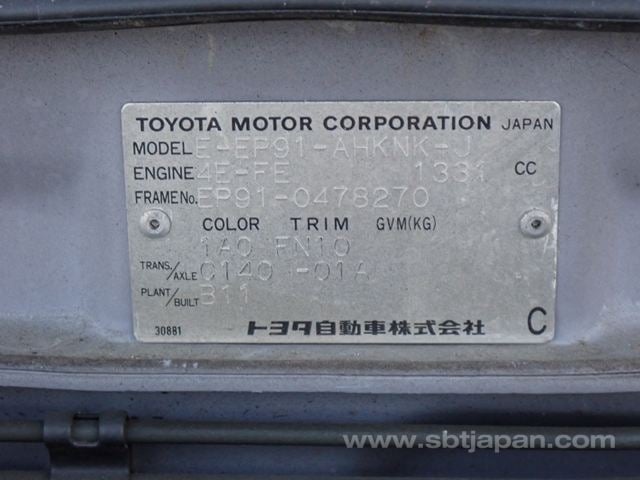 TOYOTA MOTOR CORPORATION JAPAN
MODEL E-EP91-AHKNK-J
ENGINE 4E-FE 1331 CC
FRAME No. EP91-0478270
COLOR TRIM GVM(KG)
1A0 FN10
TRANS./AXLE C140 -01A
PLANT/BUILT B11
30881 トヨタ自動車株式会社 C
www.sbtjapan.com